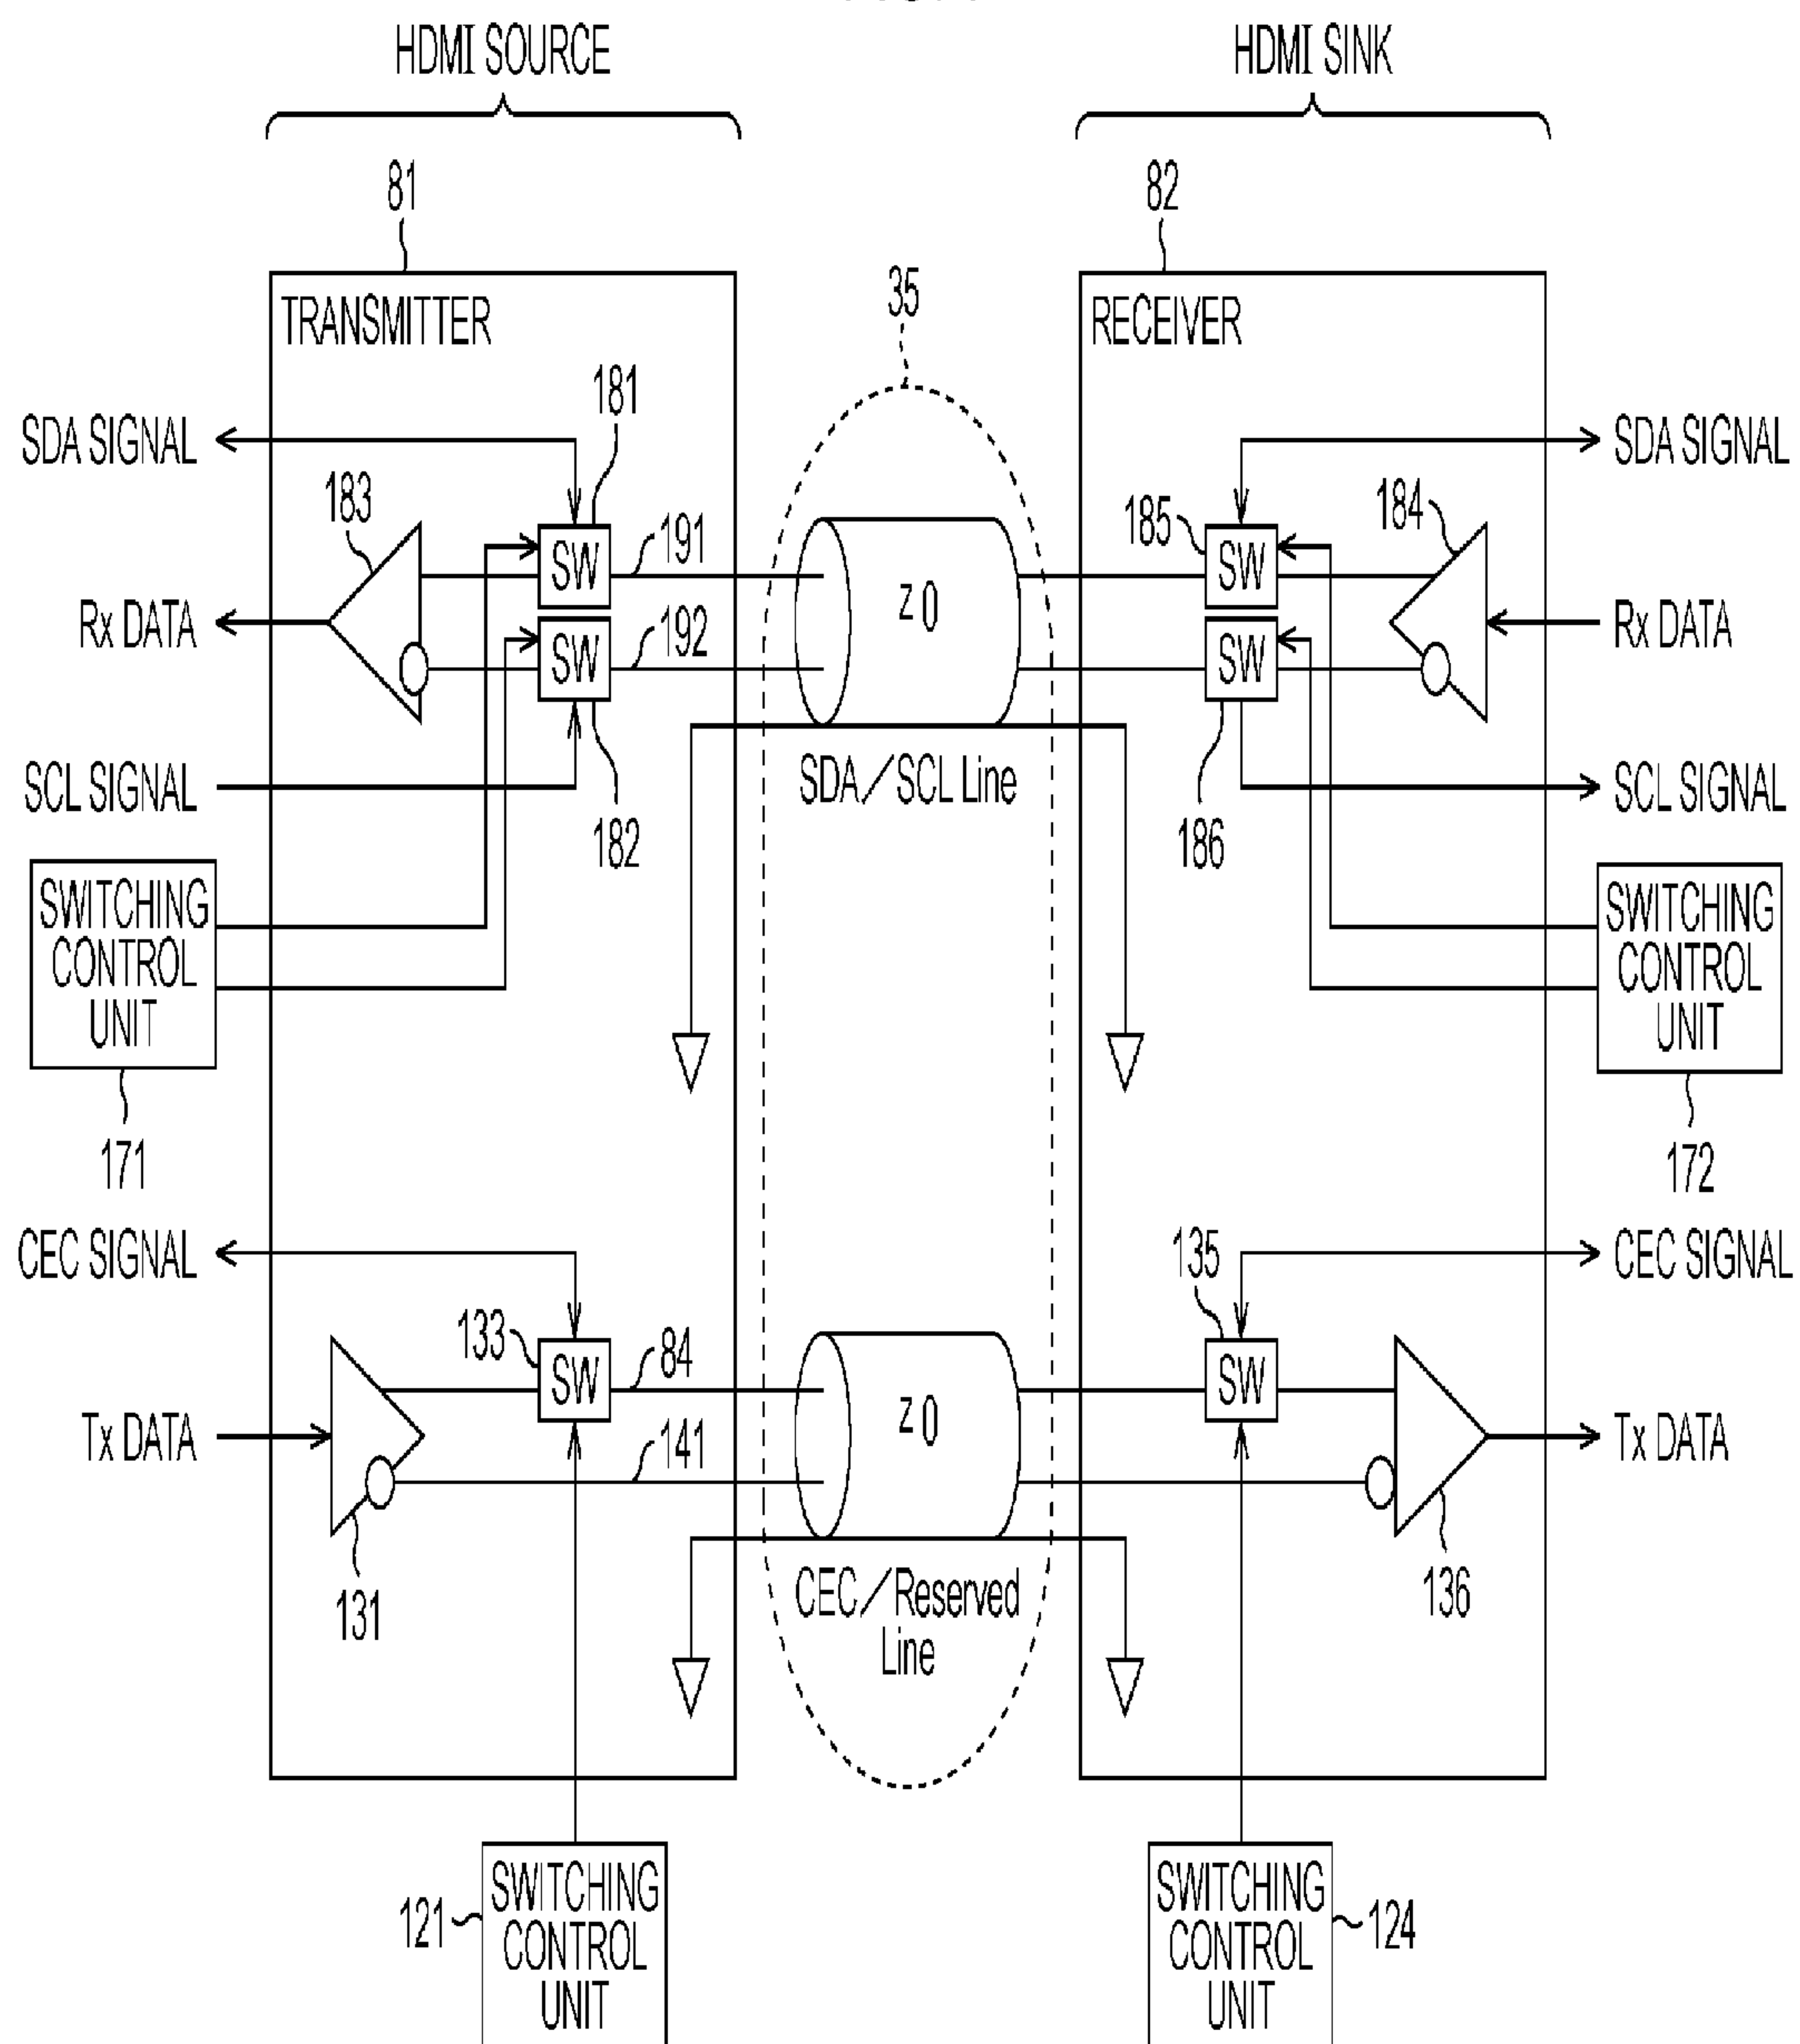 HDMI SOURCE
HDMI SINK
81
82
35
TRANSMITTER
RECEIVER
181
SDA SIGNAL
SDA SIGNAL
183
191
185
184
SW
SW
Z0
Rx DATA
Rx DATA
192
SW
SW
SCL SIGNAL
182
SDA/SCL Line
186
SCL SIGNAL
SWITCHING
CONTROL
UNIT
SWITCHING
CONTROL
UNIT
171
172
CEC SIGNAL
135
CEC SIGNAL
133
84
SW
SW
Z0
Tx DATA
141
Tx DATA
131
CEC/Reserved
Line
136
121
SWITCHING
CONTROL
UNIT
SWITCHING
CONTROL
UNIT
124